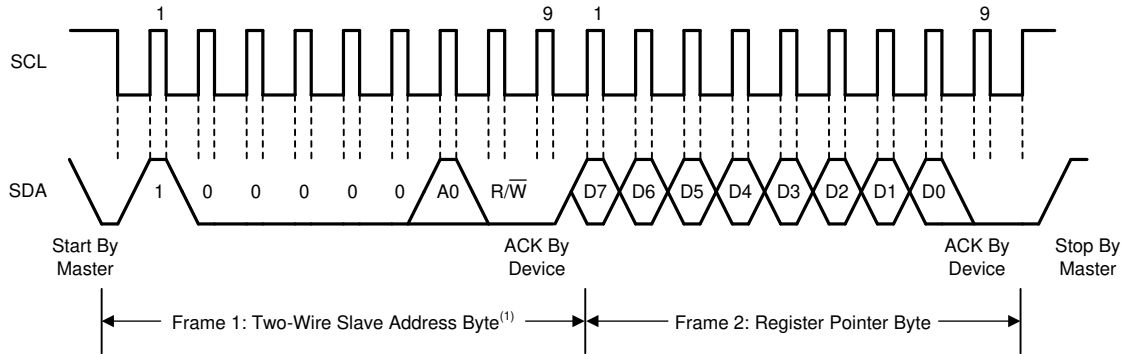 1 9 1 9
SCL
SDA
1 0 0 0 0 0 A0 R/W̅ D7 D6 D5 D4 D3 D2 D1 D0
Start By
Master
ACK By
Device
ACK By
Device
Stop By
Master
Frame 1: Two-Wire Slave Address Byte(1)
Frame 2: Register Pointer Byte